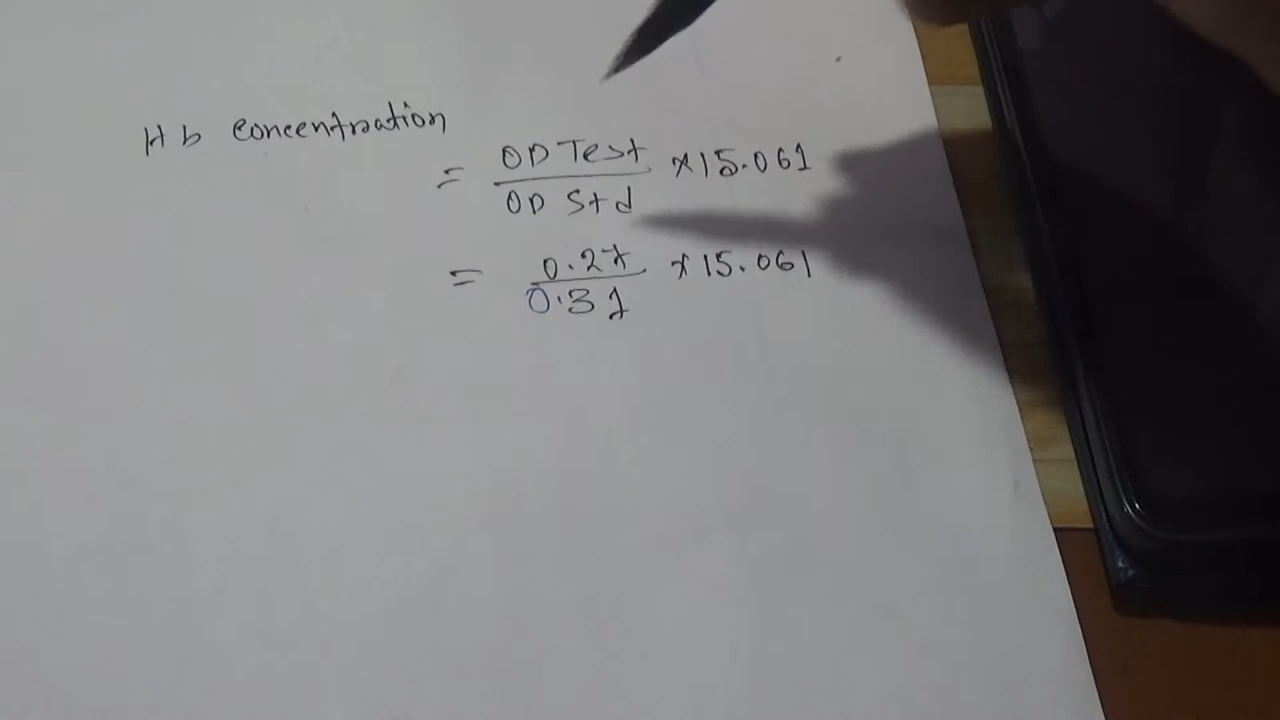 Hb concentration
= OD Test / OD Std × 15.061
= 0.27 / 0.31 × 15.061